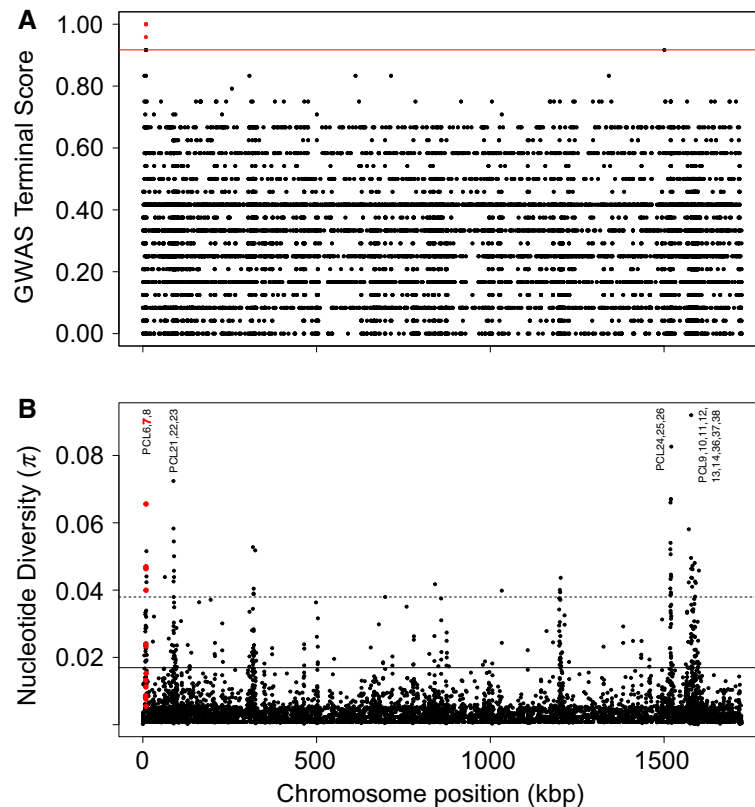 A
GWAS Terminal Score
1.00
0.80
0.60
0.40
0.20
0.00
B
Nucleotide Diversity (π)
0.08
0.06
0.04
0.02
PCL6,7,8
PCL21,22,23
PCL24,25,26
PCL9,10,11,12,
13,14,36,37,38
0
500
1000
1500
Chromosome position (kbp)